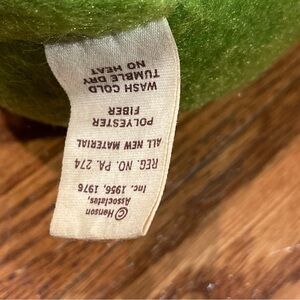 © Henson
Associates,
Inc. 1956, 1976
REG. NO. PA. 274
ALL NEW MATERIAL
POLYESTER
FIBER
WASH COLD
TUMBLE DRY
NO HEAT